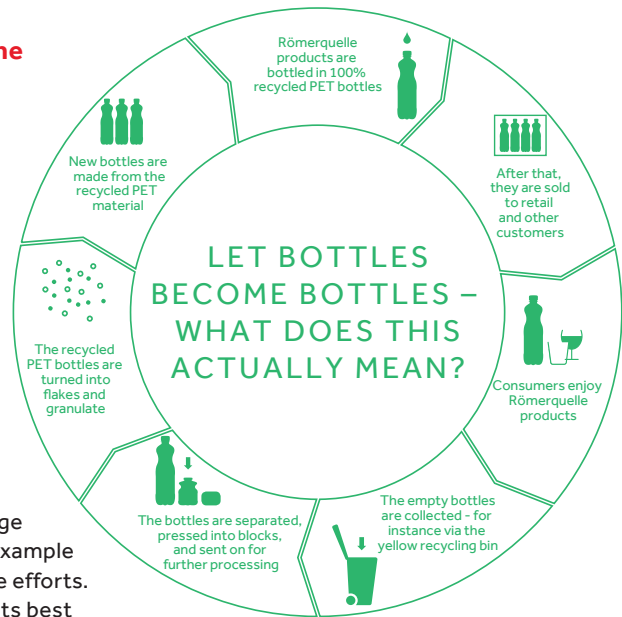 ne
Römerquelle
products are
bottled in 100%
recycled PET bottles
After that,
they are sold
to retail
and other
customers
Consumers enjoy
Römerquelle
products
The empty bottles
are collected - for
instance via the
yellow recycling bin
The bottles are separated,
pressed into blocks,
and sent on for
further processing
The recycled
PET bottles are
turned into
flakes and
granulate
New bottles are
made from the
recycled PET
material
LET BOTTLES
BECOME BOTTLES –
WHAT DOES THIS
ACTUALLY MEAN?
ge
xample
e efforts.
ts best